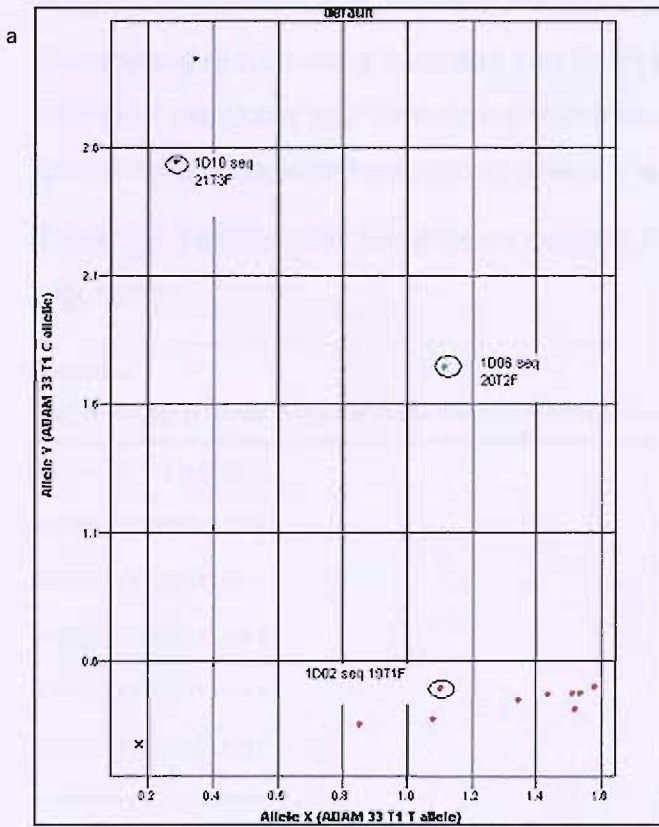 a
default
1D10 seq
21T3F
1D06 seq
20T2F
1D02 seq 19T1F
Allele Y (ADAM 33 T1 C allele)
2.6
2.1
1.6
1.1
0.6
0.2
0.4
0.6
0.8
1.0
1.2
1.4
1.6
Allele X (ADAM 33 T1 T allele)